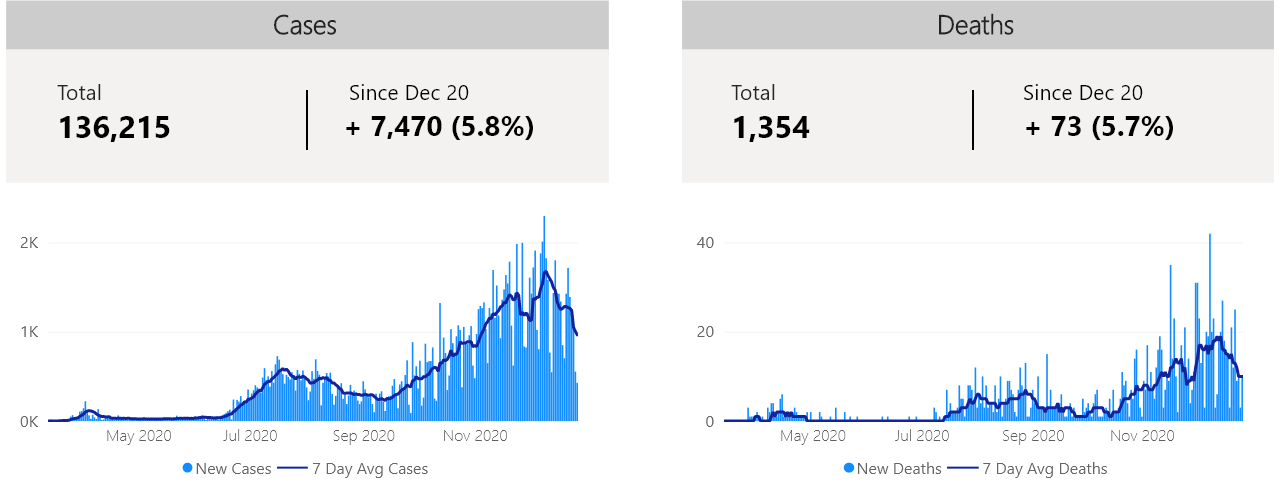 Cases
Total
136,215
Since Dec 20
+ 7,470 (5.8%)
2K
1K
0K
May 2020 Jul 2020 Sep 2020 Nov 2020
New Cases 7 Day Avg Cases
Deaths
Total
1,354
Since Dec 20
+ 73 (5.7%)
40
20
0
May 2020 Jul 2020 Sep 2020 Nov 2020
New Deaths 7 Day Avg Deaths